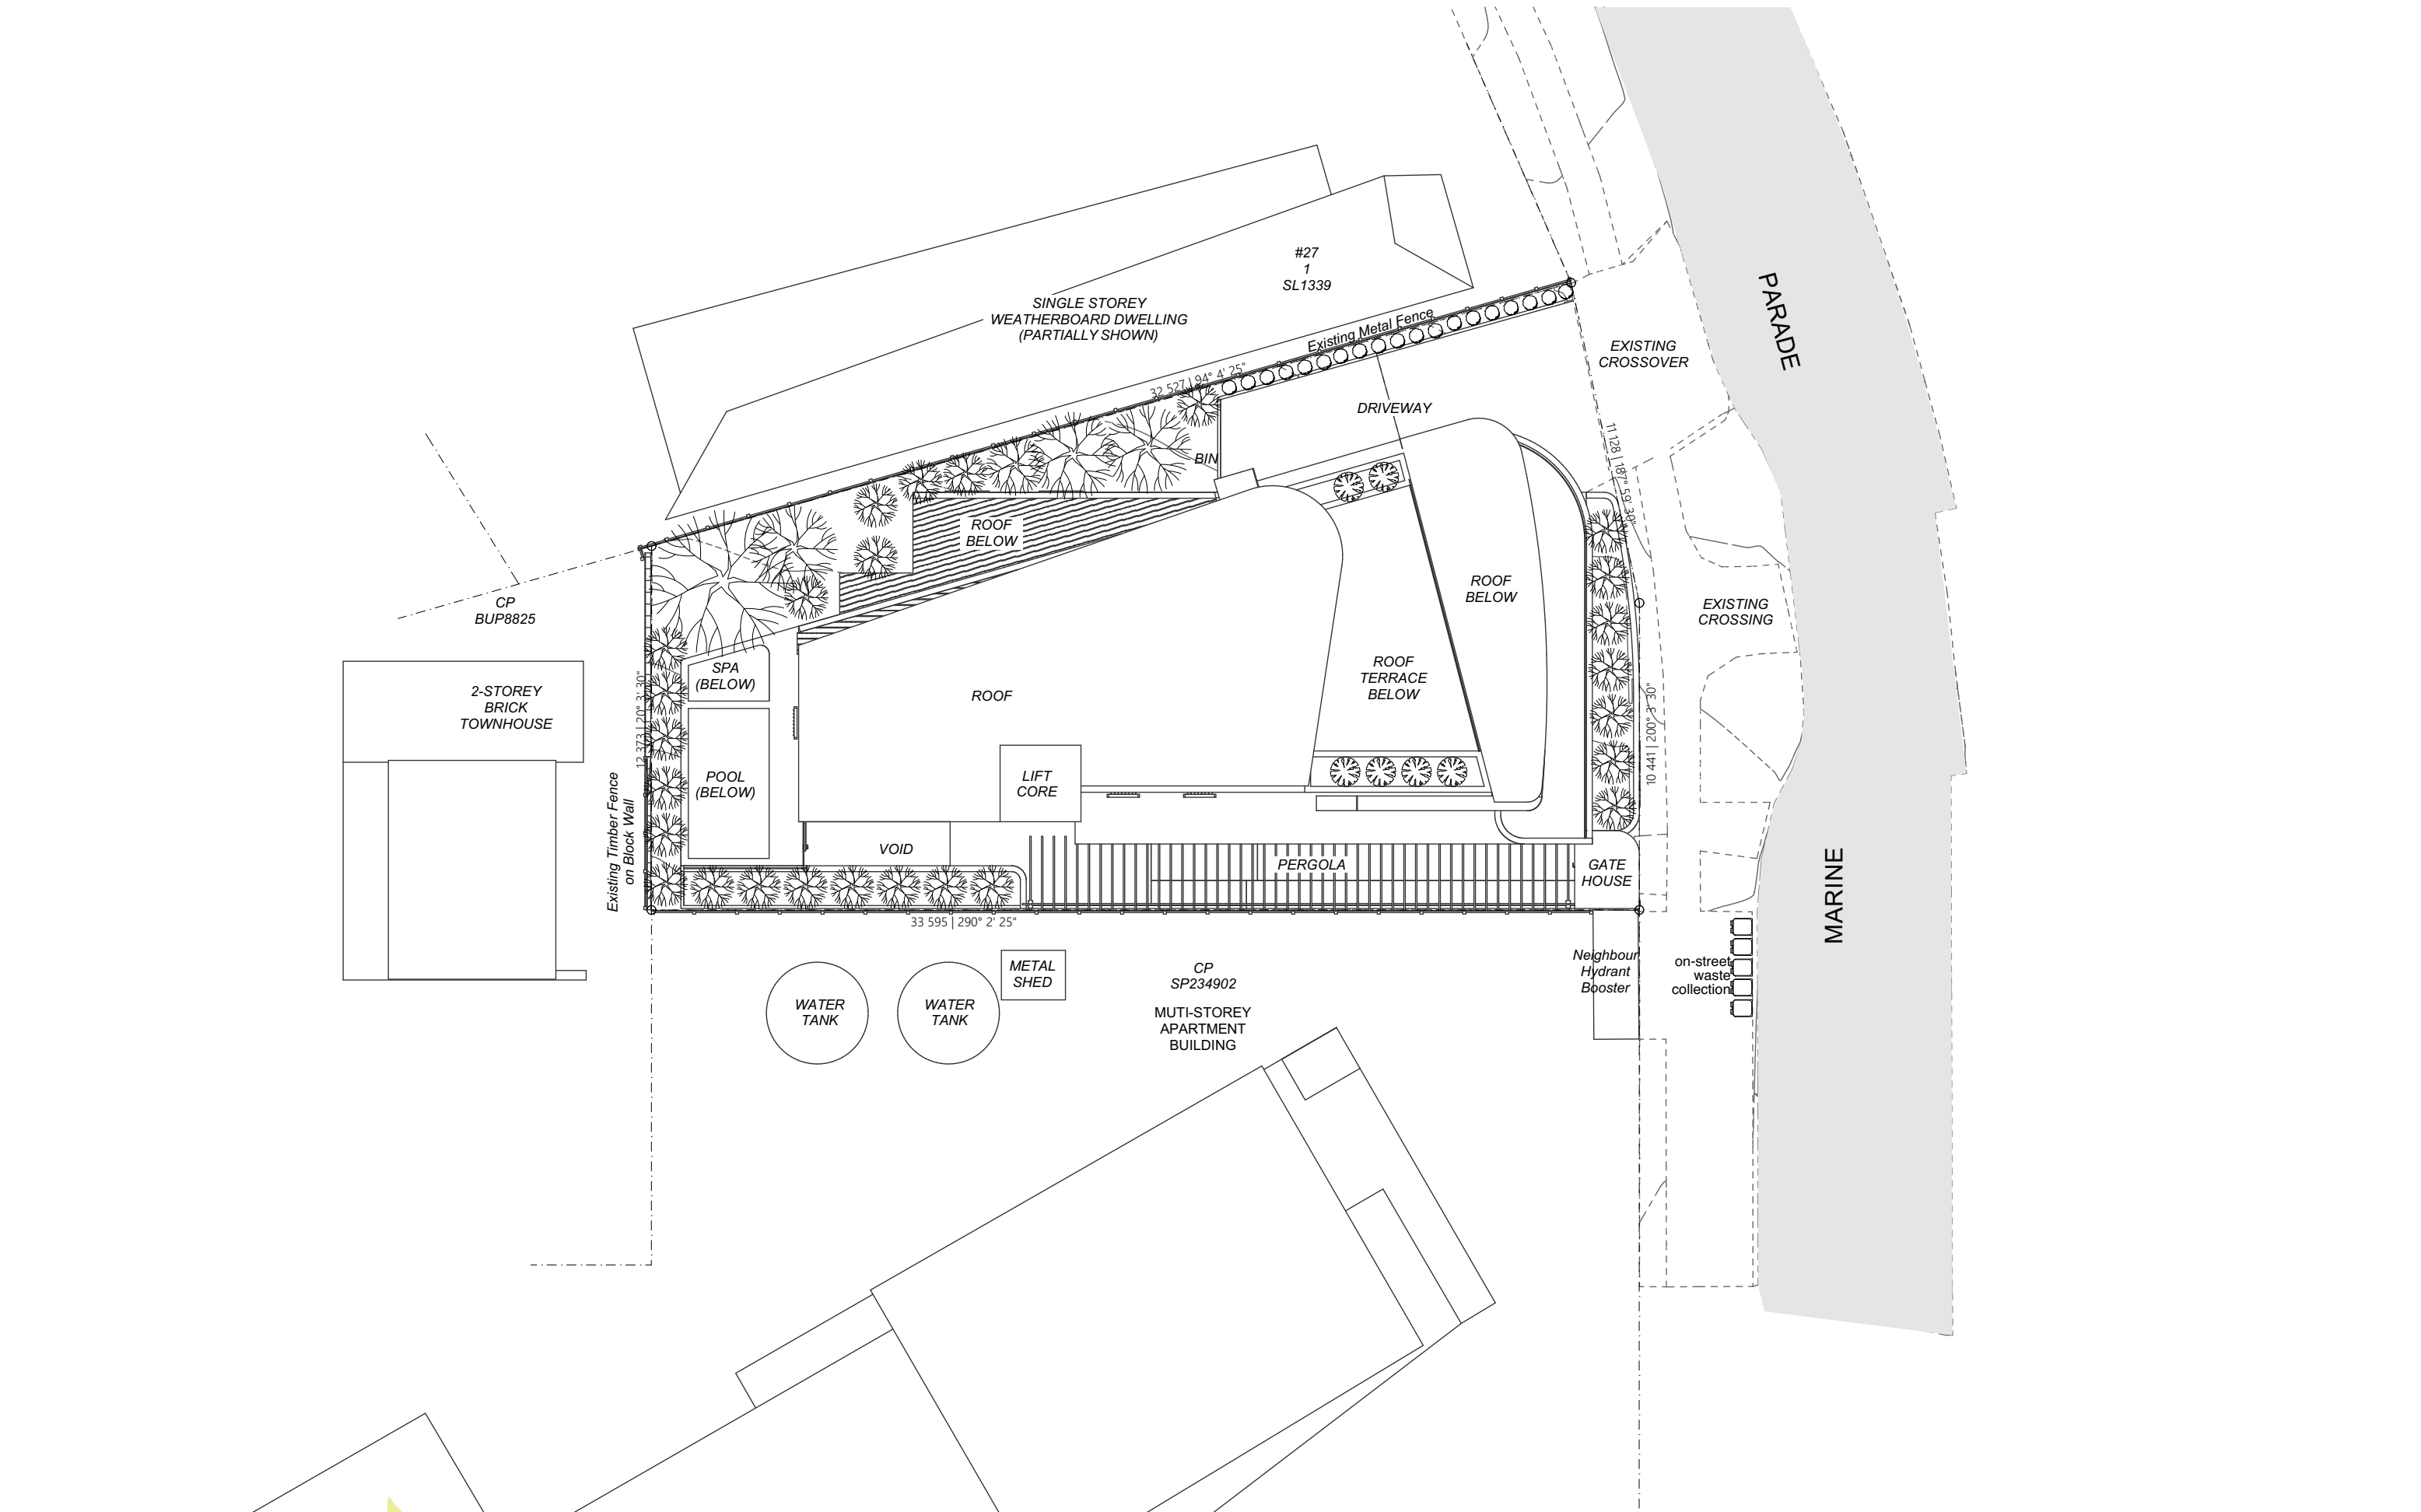 PARADE
#27
1
SL1339
SINGLE STOREY
WEATHERBOARD DWELLING
(PARTIALLY SHOWN)
Existing Metal Fence
EXISTING
CROSSOVER
32 527 | 94° 4' 25"
DRIVEWAY
BIN
11 128 | 187° 59' 30"
ROOF
BELOW
CP
BUP8825
ROOF
BELOW
EXISTING
CROSSING
SPA
(BELOW)
ROOF
TERRACE
BELOW
2-STOREY
BRICK
TOWNHOUSE
ROOF
12 373 | 20° 3' 30"
10 441 | 200° 3' 30"
POOL
(BELOW)
LIFT
CORE
Existing Timber Fence
on Block Wall
VOID
PERGOLA
GATE
HOUSE
MARINE
33 595 | 290° 2' 25"
METAL
SHED
CP
SP234902
Neighbour
Hydrant
Booster
on-street
waste
collection
WATER
TANK
WATER
TANK
MUTI-STOREY
APARTMENT
BUILDING